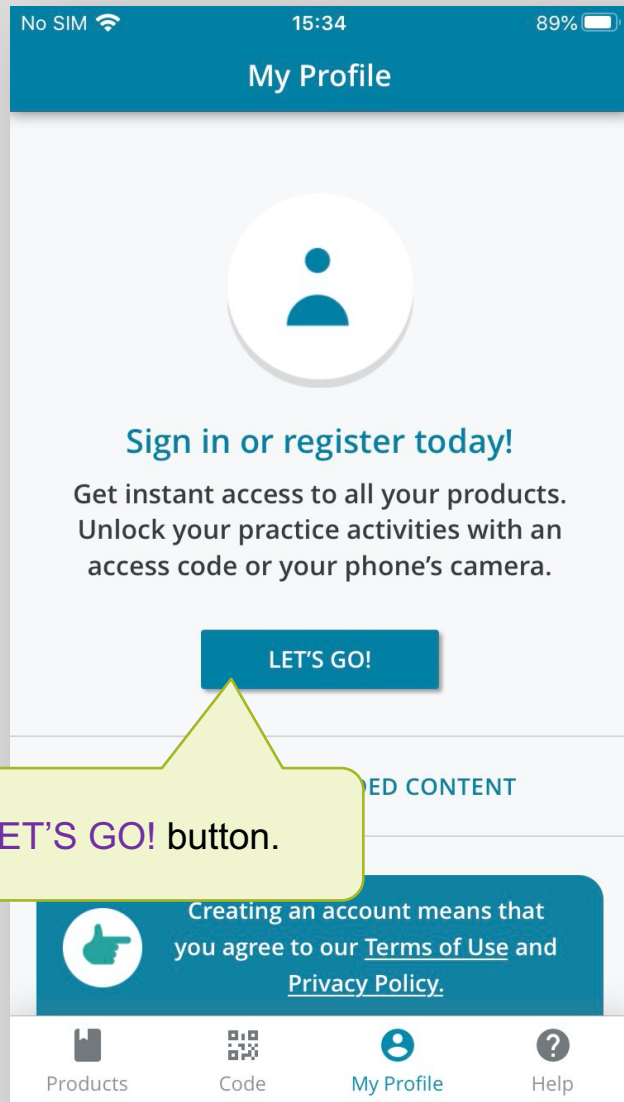 No SIM 15:34 89%
My Profile
Sign in or register today!
Get instant access to all your products.
Unlock your practice activities with an
access code or your phone's camera.
LET'S GO!
CONTENT
GO! button.
Creating an account means that
you agree to our Terms of Use and
Privacy Policy.
Products Code My Profile Help